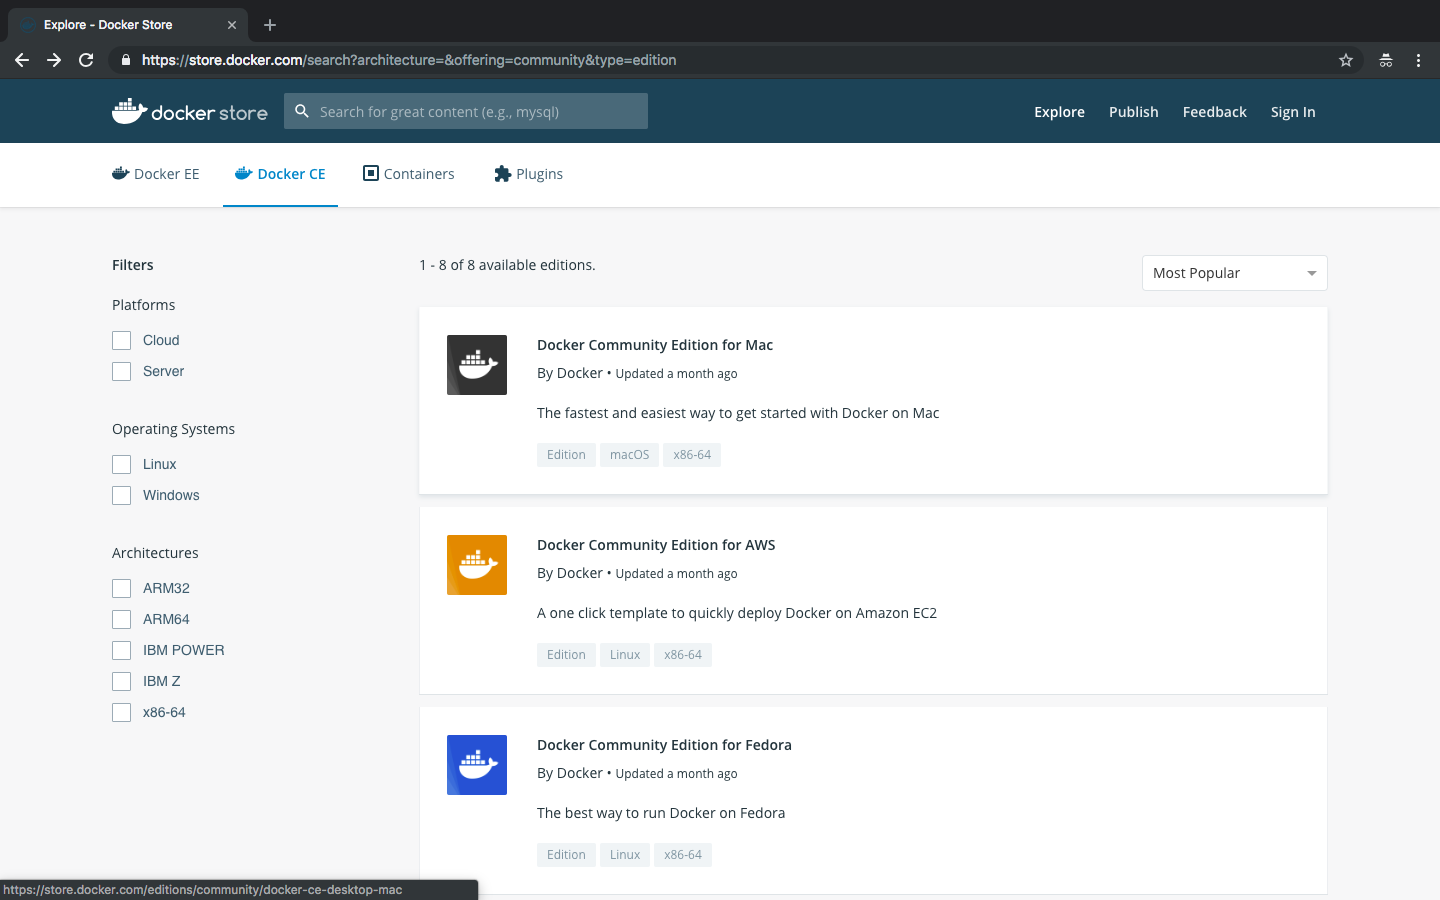 Explore - Docker Store
https://store.docker.com/search?architecture=&offering=community&type=edition
docker store
Search for great content (e.g., mysql)
Explore
Publish
Feedback
Sign In
Docker EE
Docker CE
Containers
Plugins
Filters
Platforms
Cloud
Server
Operating Systems
Linux
Windows
Architectures
ARM32
ARM64
IBM POWER
IBM Z
x86-64
1 - 8 of 8 available editions.
Most Popular
Docker Community Edition for Mac
By Docker • Updated a month ago
The fastest and easiest way to get started with Docker on Mac
Edition macOS x86-64
Docker Community Edition for AWS
By Docker • Updated a month ago
A one click template to quickly deploy Docker on Amazon EC2
Edition Linux x86-64
Docker Community Edition for Fedora
By Docker • Updated a month ago
The best way to run Docker on Fedora
Edition Linux x86-64
https://store.docker.com/editions/community/docker-ce-desktop-mac